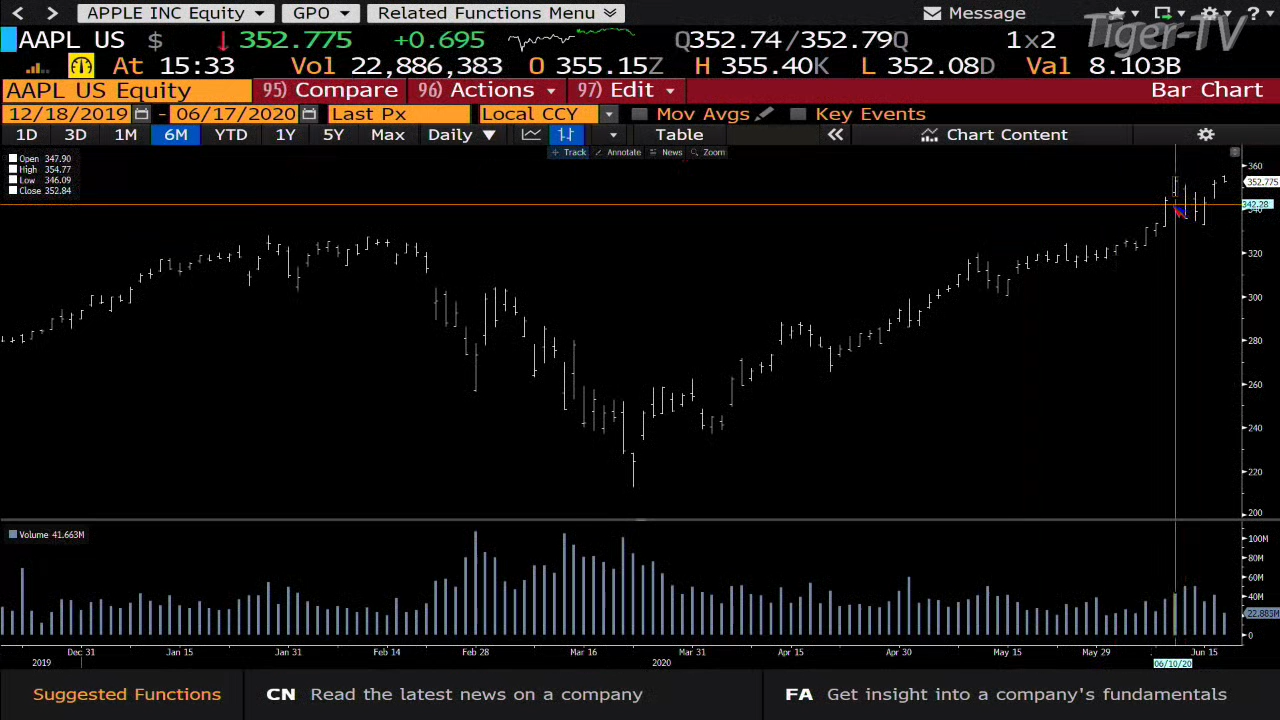 APPLE INC Equity GPO Related Functions Menu Message
Tiger-TV
AAPL US $ 352.775 +0.695 Q352.74/352.79Q 1x2
At 15:33 Vol 22,886,383 O 355.15Z H 355.40K L 352.08D Val 8.103B
AAPL US Equity 95) Compare 96) Actions 97) Edit Bar Chart
12/18/2019 - 06/17/2020 Last Px Local CCY Mov Avgs Key Events
1D 3D 1M 6M YTD 1Y 5Y Max Daily Table Chart Content
Track Annotate News Zoom
Open 347.90
High 354.77
Low 346.09
Close 352.84
360
352.775
342.28
340
320
300
280
260
240
220
200
Volume 41.663M
100M
80M
60M
40M
22.883M
0
Dec 31 Jan 15 Jan 31 Feb 14 Feb 28 Mar 16 Mar 31 Apr 15 Apr 30 May 15 May 29 Jun 15
2019 2020 06/10/20
Suggested Functions CN Read the latest news on a company FA Get insight into a company's fundamentals